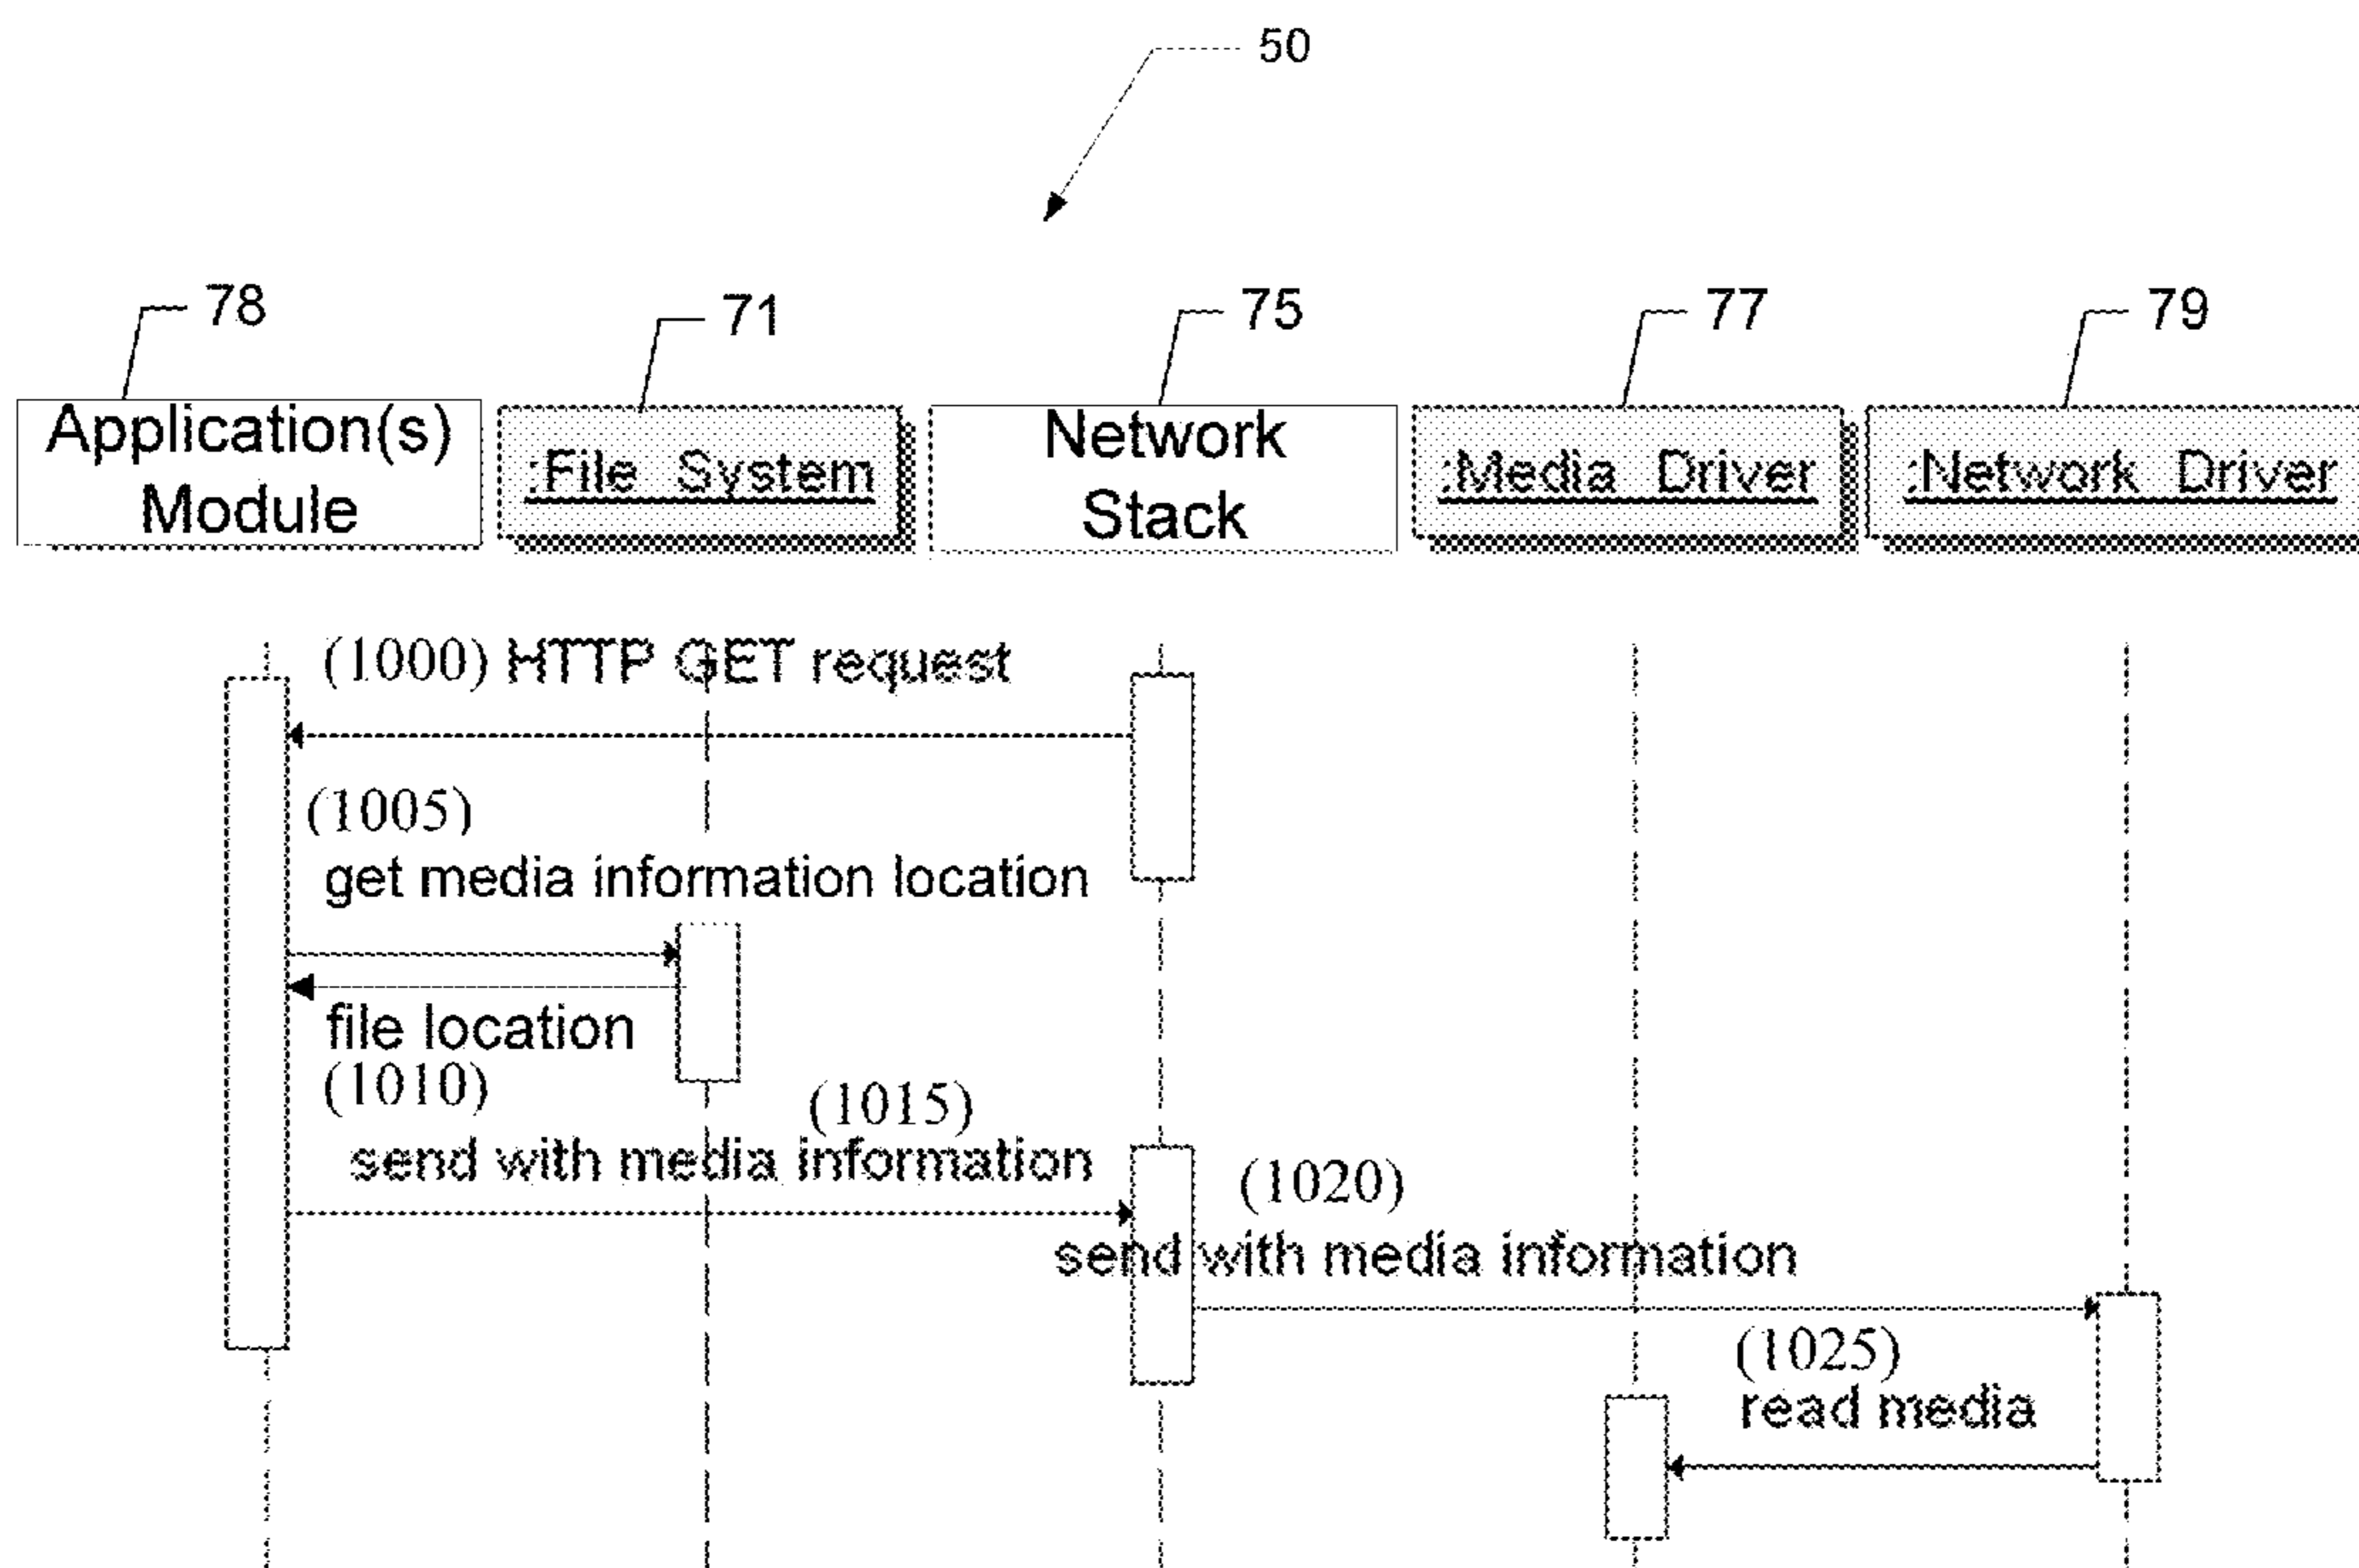 50
78
71
75
77
79
Application(s)
Module
:File System
Network
Stack
:Media Driver
:Network Driver
(1000) HTTP GET request
(1005)
get media information location
file location
(1010)
(1015)
send with media information
(1020)
send with media information
(1025)
read media